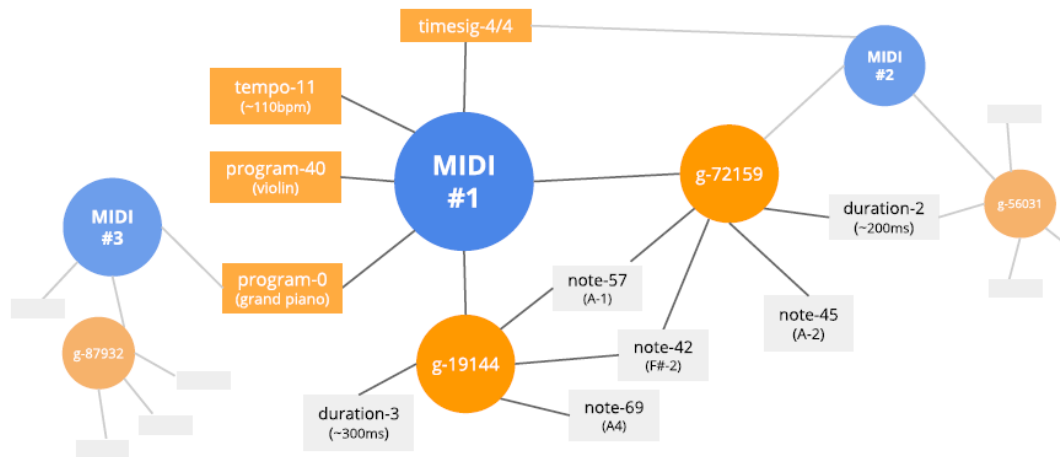 timesig-4/4
MIDI
#2
tempo-11
(~110bpm)
program-40
(violin)
MIDI
#1
g-72159
MIDI
#3
duration-2
(~200ms)
g-56031
program-0
(grand piano)
note-57
(A-1)
note-45
(A-2)
g-87932
g-19144
note-42
(F#-2)
duration-3
(~300ms)
note-69
(A4)